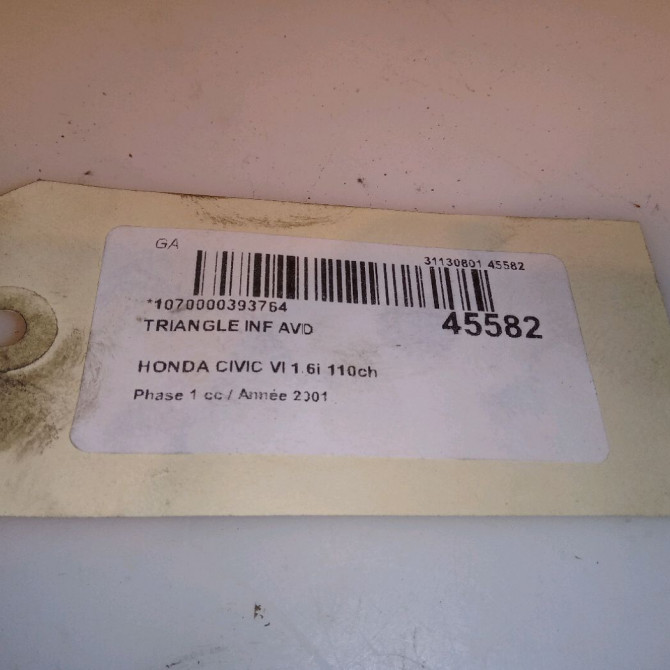 GA
31130801 45582
*1070000393764
45582
TRIANGLE INF AVD
HONDA CIVIC VI 1.6i 110ch
Phase 1 cc / Année 2001